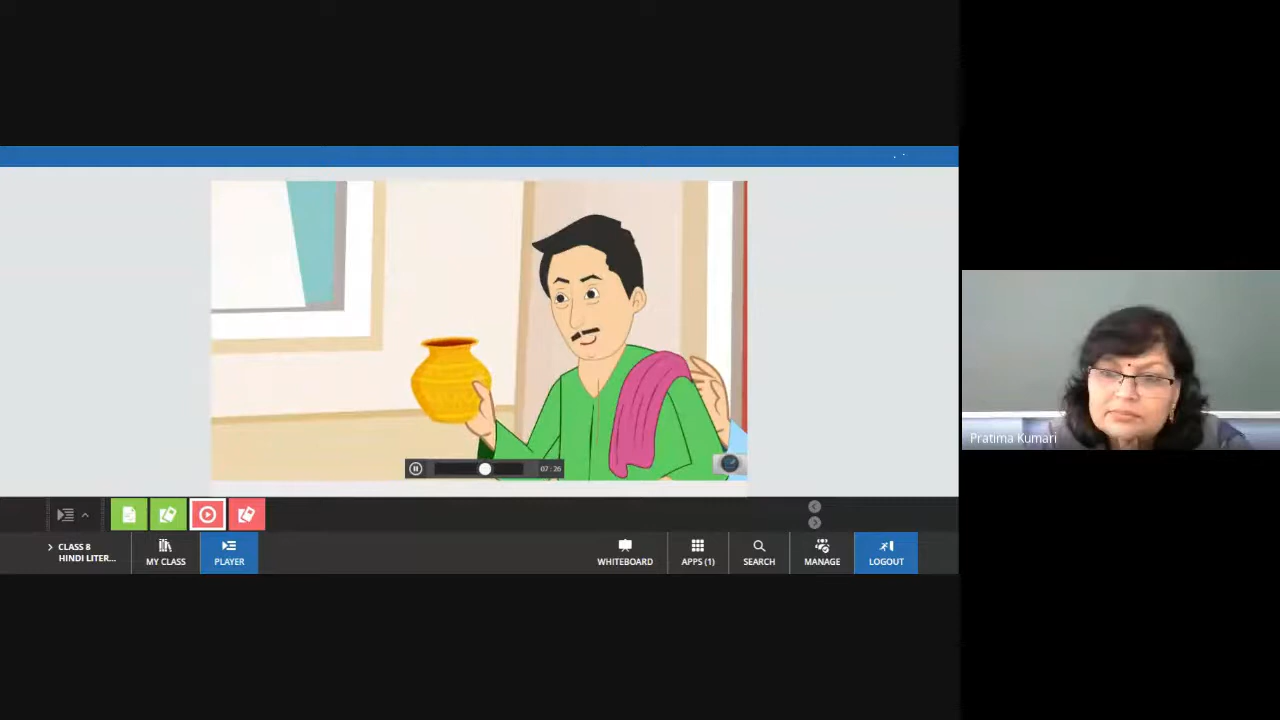 07 : 26
Pratima Kumari
CLASS 8
HINDI LITER...
MY CLASS
PLAYER
WHITEBOARD
APPS (1)
SEARCH
MANAGE
LOGOUT